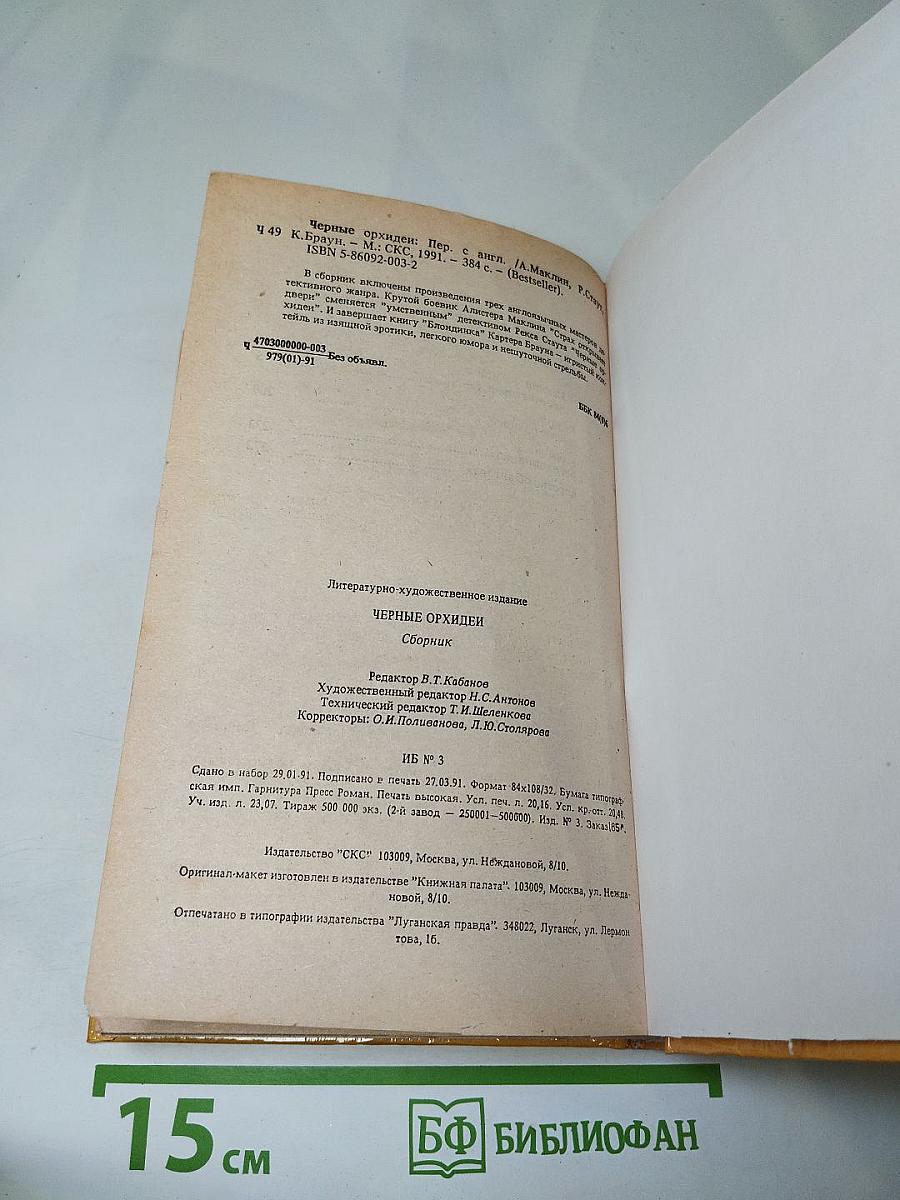 Черные орхидеи: Пер. с англ. /А.Маклин, Р.Стаут,
Ч 49 К.Браун. — М.: СКС, 1991. — 384 с. — (Bestseller).
ISBN 5-86092-003-2
В сборник включены произведения трех англоязычных мастеров де-
тективного жанра. Крутой боевик Алистера Маклина "Страх открывает
двери" сменяется "умственным" детективом Рекса Стаута "Черные ор-
хидеи". И завершает книгу "Блондинка" Картера Брауна — игристый кок-
тейль из изящной эротики, легкого юмора и нешуточной стрельбы.
Ч 4703000000-003 Без объявл.
979(01)-91
ББК 84(0)6
Литературно-художественное издание
ЧЕРНЫЕ ОРХИДЕИ
Сборник
Редактор В.Т.Кабанов
Художественный редактор Н.С.Антонов
Технический редактор Т.И.Шеленкова
Корректоры: О.И.Поливанова, Л.Ю.Столярова
ИБ № 3
Сдано в набор 29.01.91. Подписано в печать 27.03.91. Формат 84х108/32. Бумага типограф-
ская имп. Гарнитура Пресс Роман. Печать высокая. Усл. печ. л. 20,16. Усл. кр.-отт. 20,48.
Уч. изд. л. 23,07. Тираж 500 000 экз. (2-й завод — 250001—500000). Изд. № 3. Заказ
Издательство "СКС" 103009, Москва, ул. Неждановой, 8/10.
Оригинал-макет изготовлен в издательстве "Книжная палата". 103009, Москва, ул. Нежда-
новой, 8/10.
Отпечатано в типографии издательства "Луганская правда". 348022, Луганск, ул. Лермон
това, 1б.
15 см
БФ БИБЛИОФАН